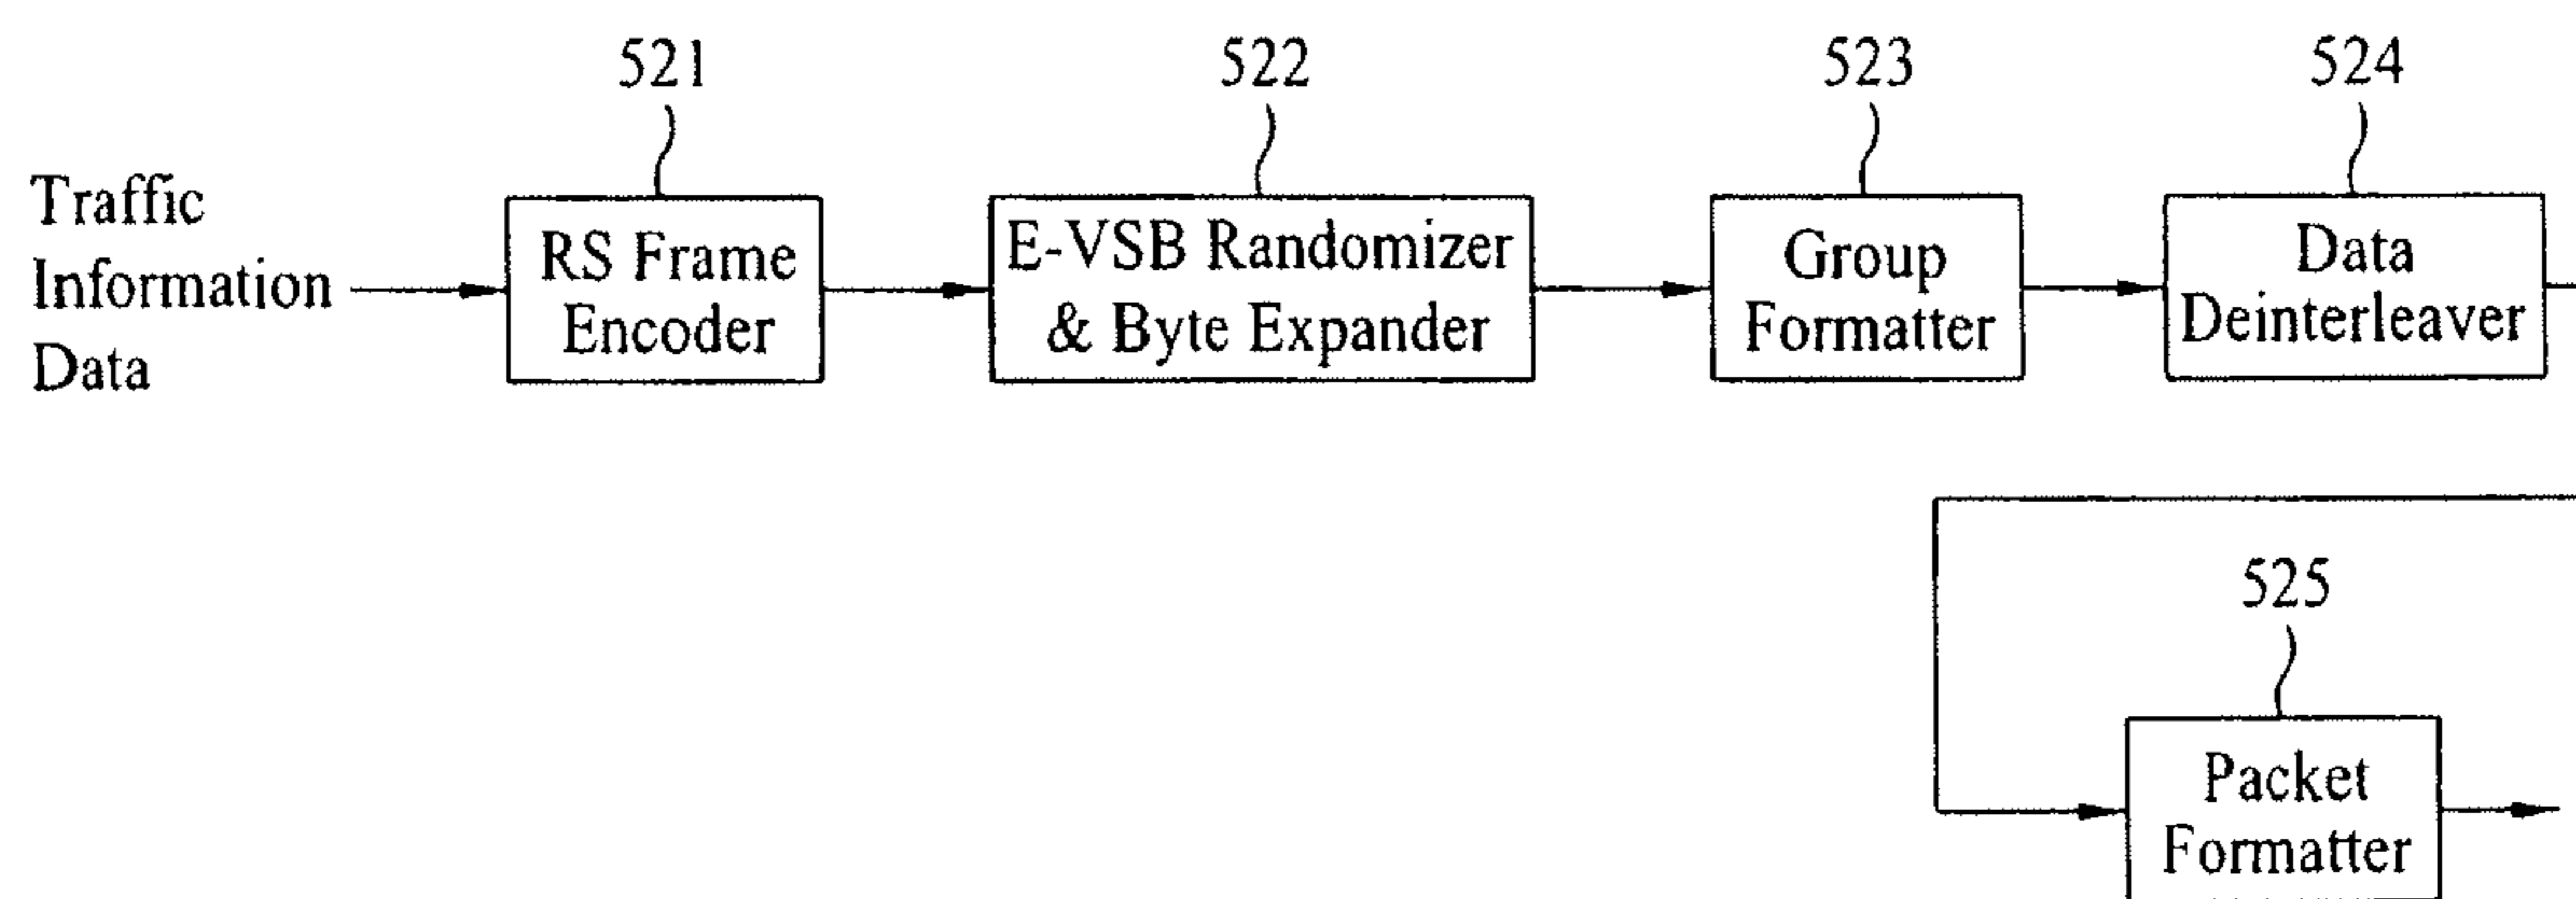 521
522
523
524
Traffic
Information
Data
RS Frame
Encoder
E-VSB Randomizer
& Byte Expander
Group
Formatter
Data
Deinterleaver
525
Packet
Formatter